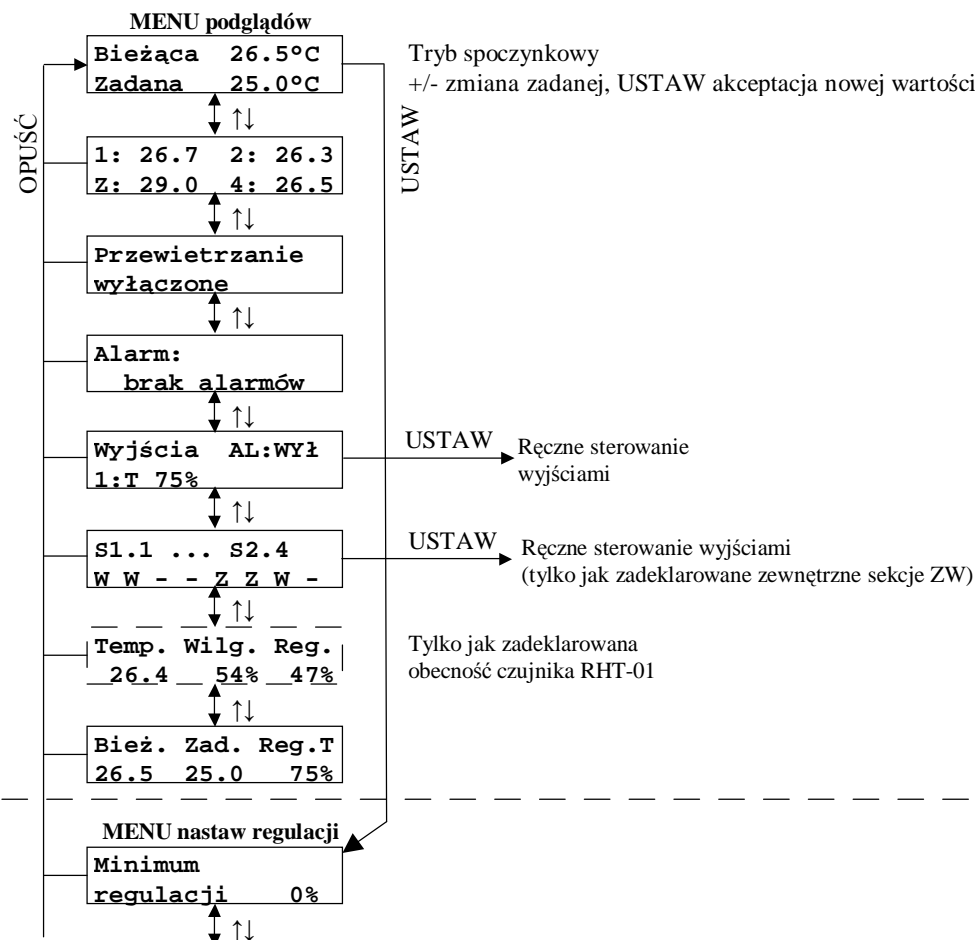 MENU podglądów
Bieżąca 26.5°C
Zadana 25.0°C
Tryb spoczynkowy
+/- zmiana zadanej, USTAW akceptacja nowej wartości
↑↓
OPUŚĆ
USTAW
1: 26.7 2: 26.3
Z: 29.0 4: 26.5
↑↓
Przewietrzanie
wyłączone
↑↓
Alarm:
brak alarmów
↑↓
Wyjścia AL:WYŁ
1:T 75%
USTAW
Ręczne sterowanie
wyjściami
↑↓
S1.1 ... S2.4
W W - - Z Z W -
USTAW
Ręczne sterowanie wyjściami
(tylko jak zadeklarowane zewnętrzne sekcje ZW)
↑↓
Temp. Wilg. Reg.
26.4 54% 47%
Tylko jak zadeklarowana
obecność czujnika RHT-01
↑↓
Bież. Zad. Reg.T
26.5 25.0 75%
MENU nastaw regulacji
Minimum
regulacji 0%
↑↓